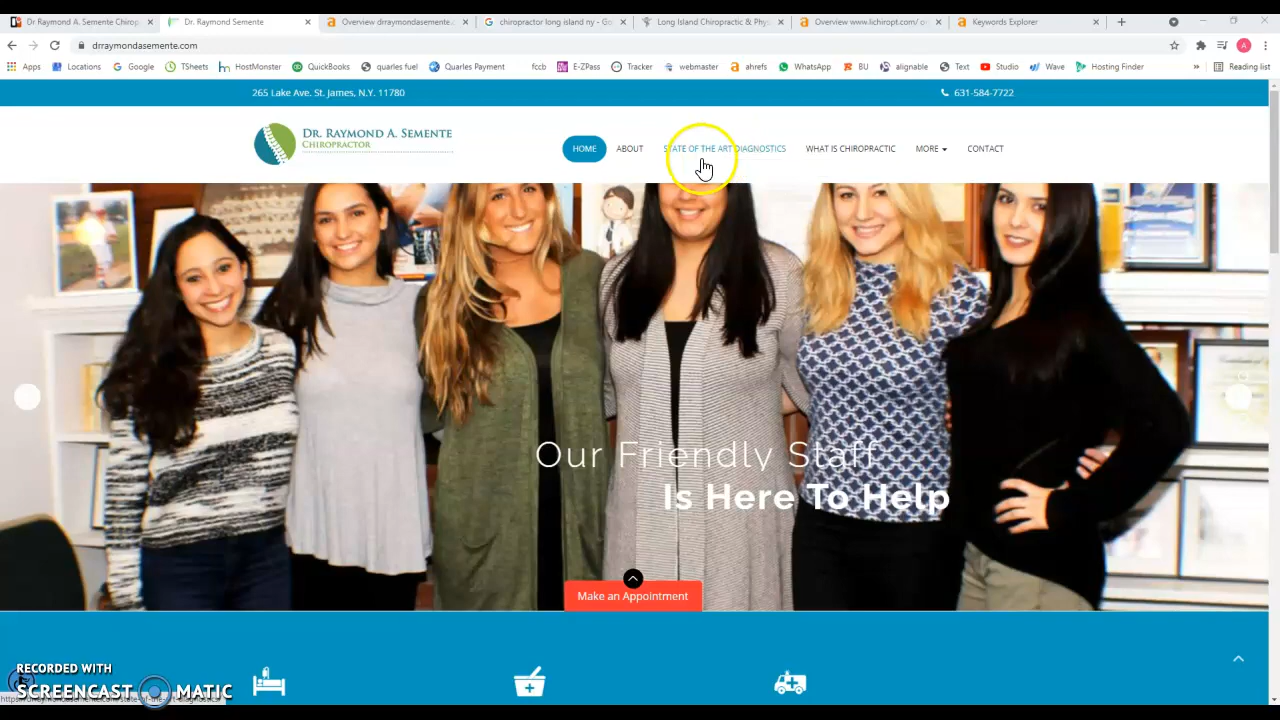 Dr Raymond A. Semente Chirop
Dr. Raymond Semente
Overview drraymondasemente.c
chiropractor long island ny - Go
Long Island Chiropractic & Phys
Overview www.lichiropt.com/ on
Keywords Explorer
drraymondasemente.com
A
Apps
Locations
Google
TSheets
HostMonster
QuickBooks
quarles fuel
Quarles Payment
fccb
E-ZPass
Tracker
webmaster
ahrefs
WhatsApp
BU
alignable
Text
Studio
Wave
Hosting Finder
»
Reading list
265 Lake Ave. St. James, N.Y. 11780
631-584-7722
DR. RAYMOND A. SEMENTE
CHIROPRACTOR
HOME
ABOUT
STATE OF THE ART DIAGNOSTICS
WHAT IS CHIROPRACTIC
MORE
CONTACT
Our Friendly Staff
Is Here To Help
Make an Appointment
RECORDED WITH
SCREENCAST MATIC